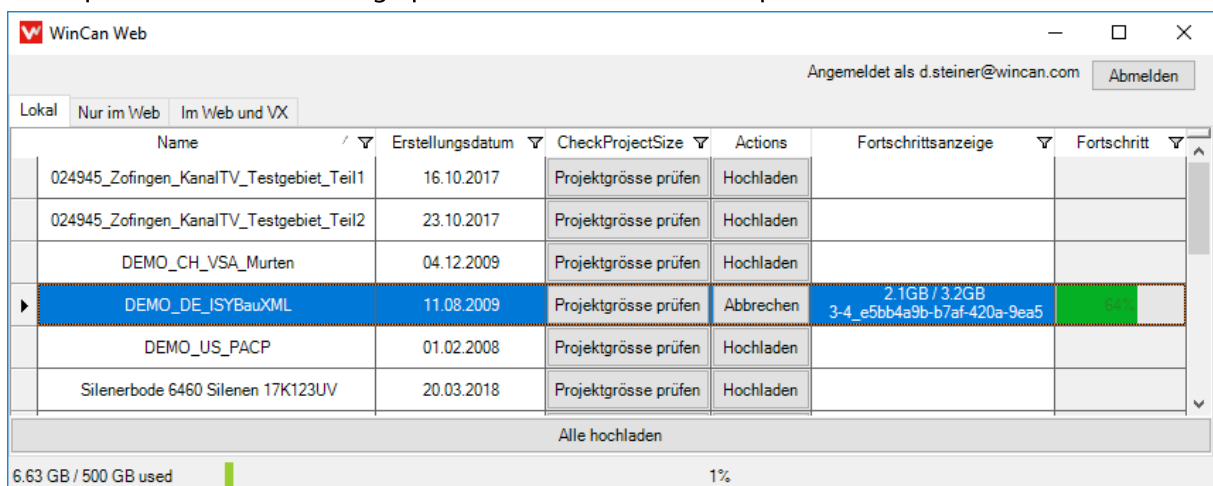 WinCan Web
Angemeldet als d.steiner@wincan.com Abmelden
Lokal Nur im Web Im Web und VX
Name Erstellungsdatum CheckProjectSize Actions Fortschrittsanzeige Fortschritt
024945_Zofingen_KanalTV_Testgebiet_Teil1 16.10.2017 Projektgrösse prüfen Hochladen
024945_Zofingen_KanalTV_Testgebiet_Teil2 23.10.2017 Projektgrösse prüfen Hochladen
DEMO_CH_VSA_Murten 04.12.2009 Projektgrösse prüfen Hochladen
DEMO_DE_ISYBauXML 11.08.2009 Projektgrösse prüfen Abbrechen 2.1GB / 3.2GB 64%
3-4_e5bb4a9b-b7af-420a-9ea5
DEMO_US_PACP 01.02.2008 Projektgrösse prüfen Hochladen
Silenerbode 6460 Silenen 17K123UV 20.03.2018 Projektgrösse prüfen Hochladen
Alle hochladen
6.63 GB / 500 GB used 1%